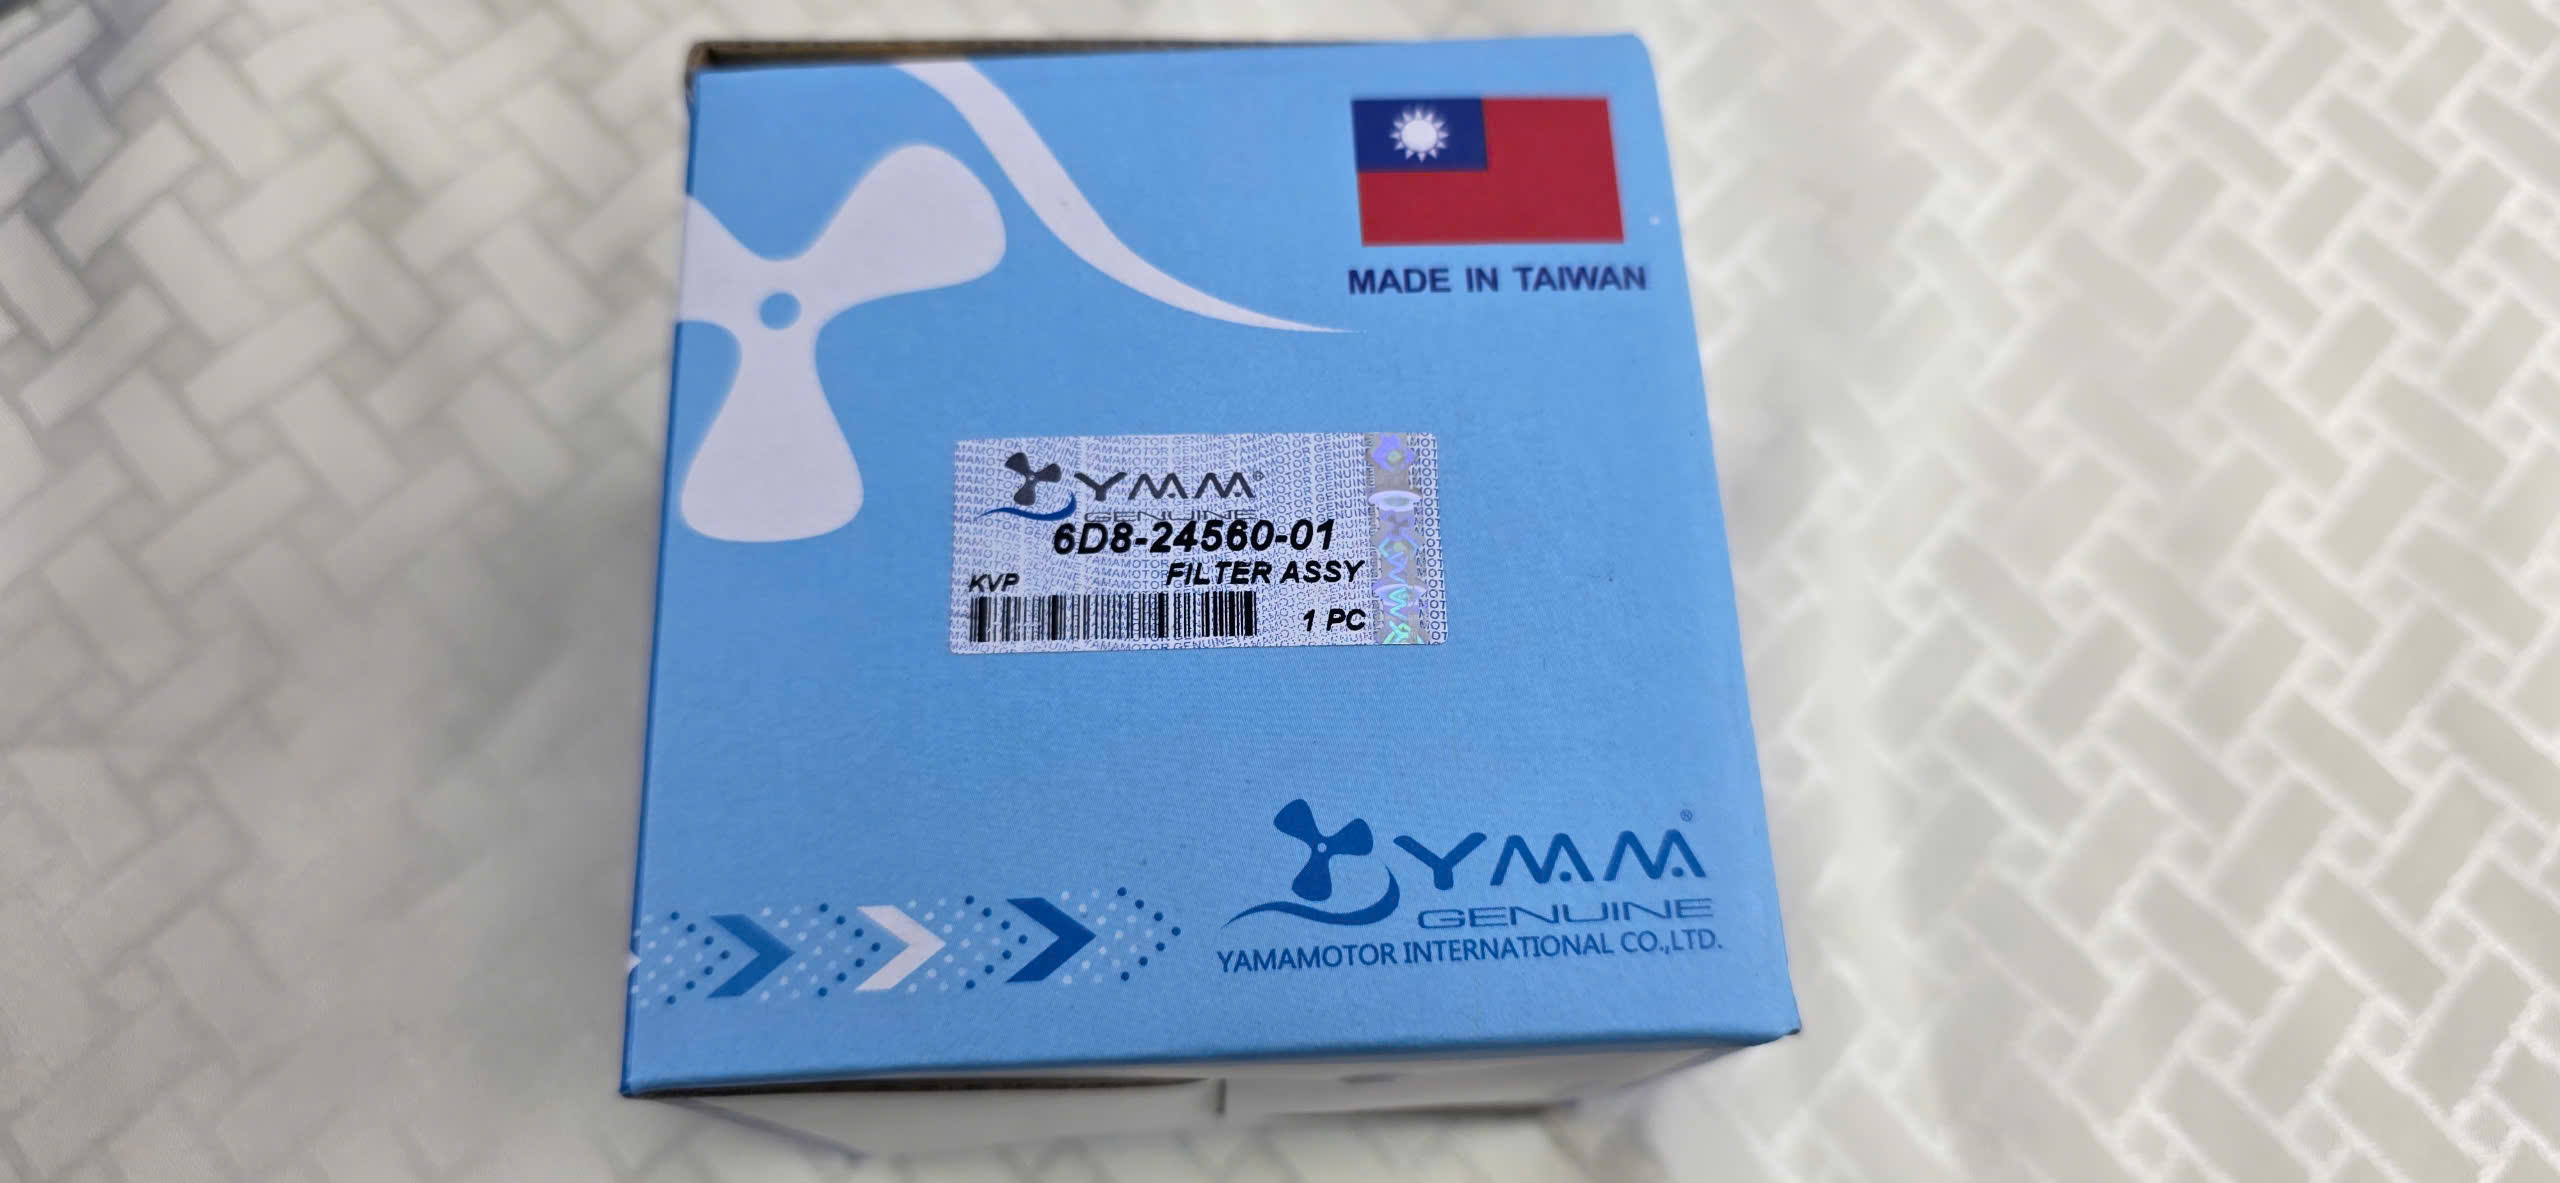 MADE IN TAIWAN
YMM®
GENUINE
6D8-24560-01
FILTER ASSY
KVP
1 PC
YMM®
GENUINE
YAMAMOTOR INTERNATIONAL CO.,LTD.